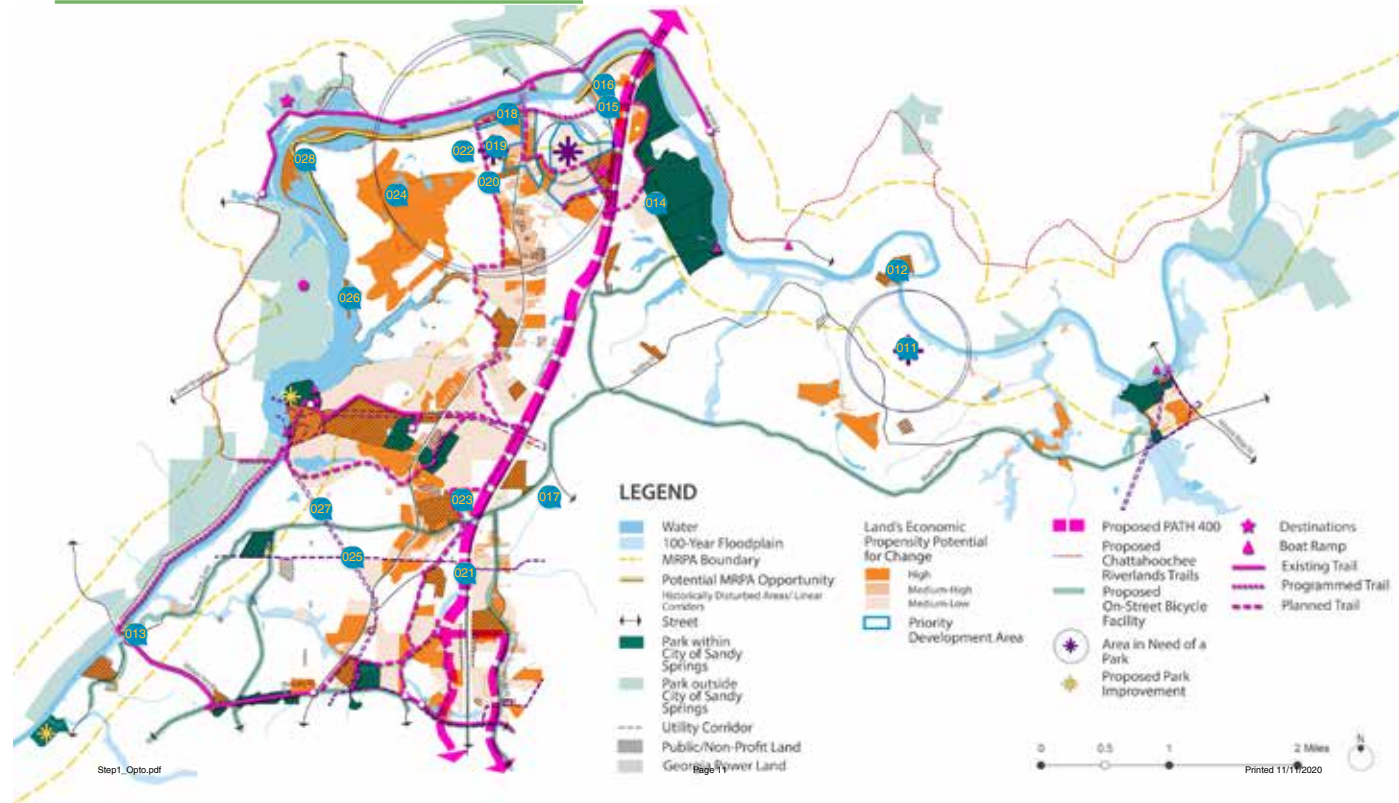 016
015
018
019
022
028
020
024
014
012
026
011
023
017
027
025
021
013
LEGEND
Water
100-Year Floodplain
MRPA Boundary
Potential MRPA Opportunity
Historically Disturbed Areas/ Linear
Corridors
Street
Park within
City of Sandy
Springs
Park outside
City of Sandy
Springs
Utility Corridor
Public/Non-Profit Land
Georgia Power Land
Land's Economic
Propensity Potential
for Change
High
Medium-High
Medium-Low
Priority
Development Area
Proposed PATH 400
Proposed
Chattahoochee
Riverlands Trails
Proposed
On-Street Bicycle
Facility
Area in Need of a
Park
Proposed Park
Improvement
Destinations
Boat Ramp
Existing Trail
Programmed Trail
Planned Trail
N
0 0.5 1 2 Miles
Step1_Opto.pdf Page 11 Printed 11/11/2020